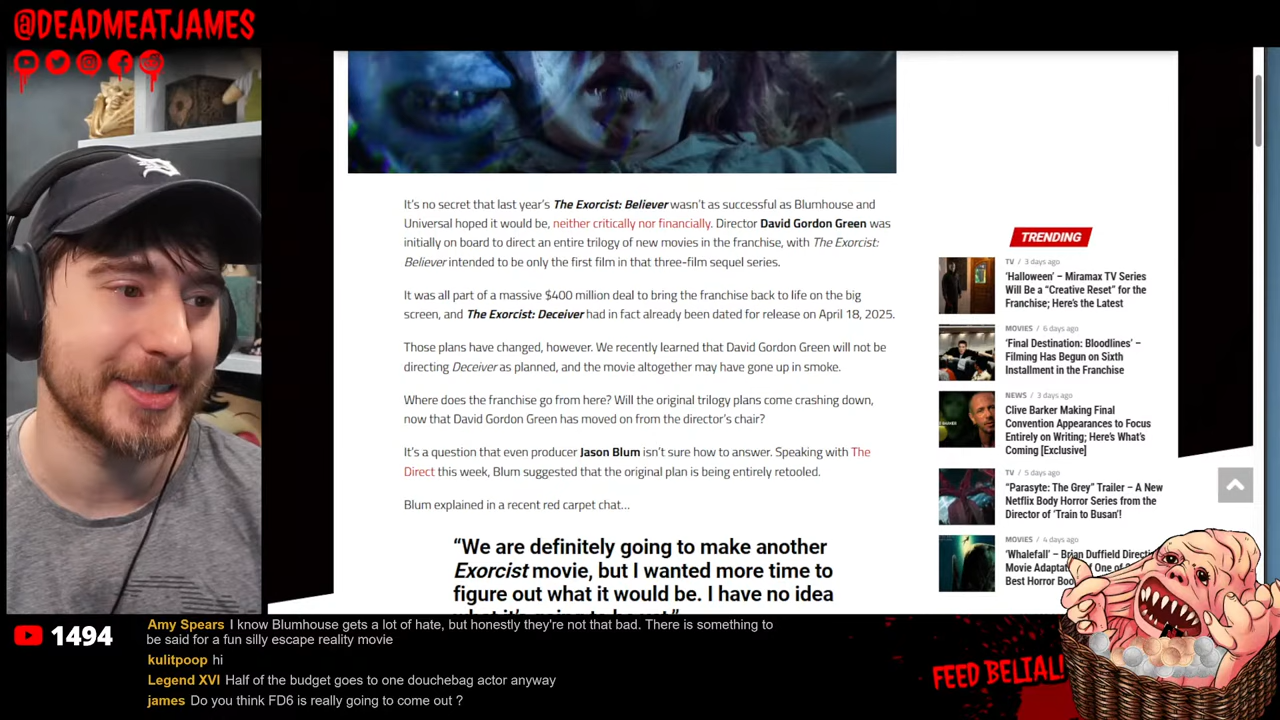 @DEADMEATJAMES
It's no secret that last year's The Exorcist: Believer wasn't as successful as Blumhouse and
Universal hoped it would be, neither critically nor financially. Director David Gordon Green was
initially on board to direct an entire trilogy of new movies in the franchise, with The Exorcist:
Believer intended to be only the first film in that three-film sequel series.
It was all part of a massive $400 million deal to bring the franchise back to life on the big
screen, and The Exorcist: Deceiver had in fact already been dated for release on April 18, 2025.
Those plans have changed, however. We recently learned that David Gordon Green will not be
directing Deceiver as planned, and the movie altogether may have gone up in smoke.
Where does the franchise go from here? Will the original trilogy plans come crashing down,
now that David Gordon Green has moved on from the director's chair?
It's a question that even producer Jason Blum isn't sure how to answer. Speaking with The
Direct this week, Blum suggested that the original plan is being entirely retooled.
Blum explained in a recent red carpet chat…
“We are definitely going to make another
Exorcist movie, but I wanted more time to
figure out what it would be. I have no idea
what it's going to be yet.”
TRENDING
TV / 3 days ago
'Halloween' – Miramax TV Series
Will Be a “Creative Reset” for the
Franchise; Here's the Latest
MOVIES / 6 days ago
'Final Destination: Bloodlines' –
Filming Has Begun on Sixth
Installment in the Franchise
NEWS / 3 days ago
Clive Barker Making Final
Convention Appearances to Focus
Entirely on Writing; Here's What's
Coming [Exclusive]
TV / 5 days ago
“Parasyte: The Grey” Trailer – A New
Netflix Body Horror Series from the
Director of 'Train to Busan'!
MOVIES / 4 days ago
'Whalefall' – Brian Duffield Directi
Movie Adaptat of One of
Best Horror Boo
1494
Amy Spears I know Blumhouse gets a lot of hate, but honestly they're not that bad. There is something to
be said for a fun silly escape reality movie
kulitpoop hi
Legend XVI Half of the budget goes to one douchebag actor anyway
james Do you think FD6 is really going to come out ?
FEED BELIAL!